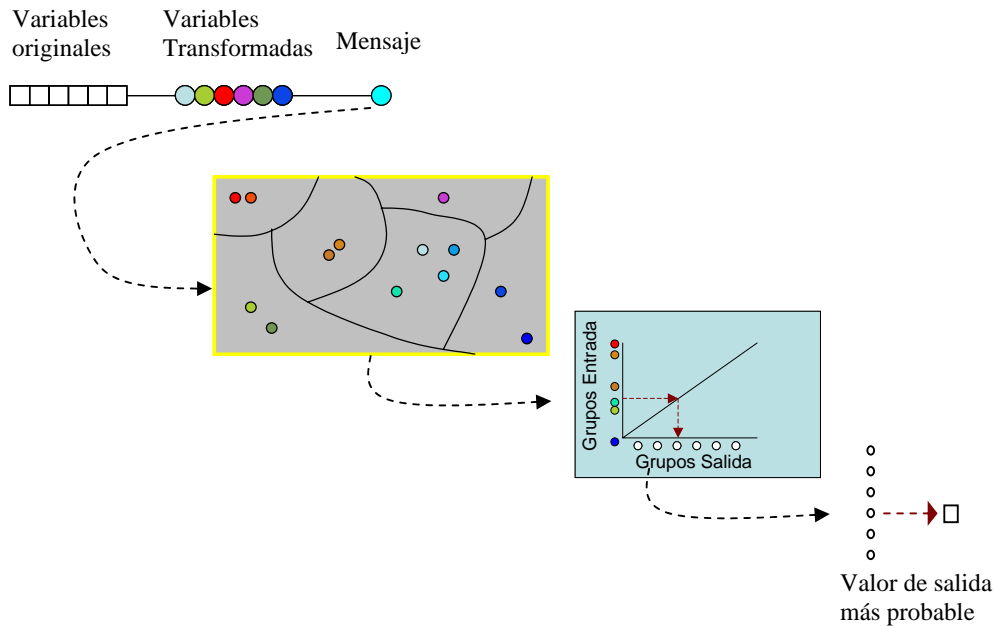 Variables
originales
Variables
Transformadas
Mensaje
Grupos Entrada
Grupos Salida
Valor de salida
más probable